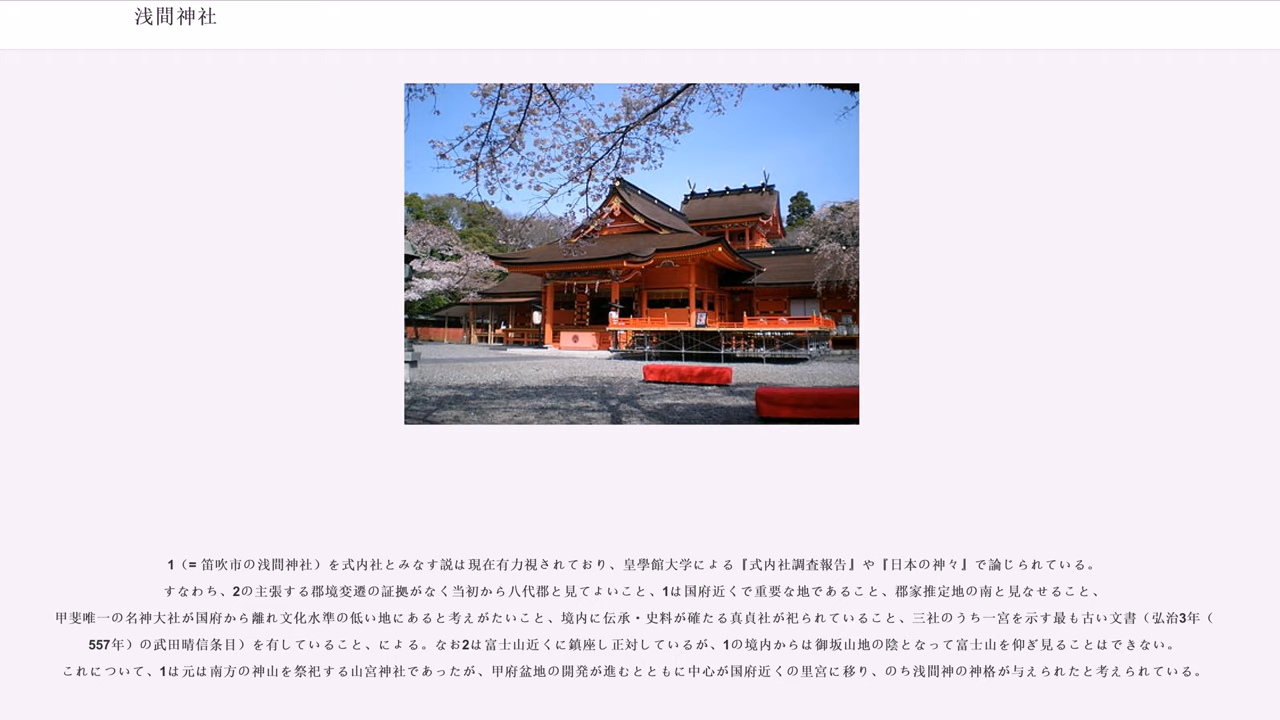 浅間神社
1（= 笛吹市の浅間神社）を式内社とみなす説は現在有力視されており、皇學館大学による『式内社調査報告』や『日本の神々』で論じられている。
すなわち、2の主張する郡境変遷の証拠がなく当初から八代郡と見てよいこと、1は国府近くで重要な地であること、郡家推定地の南と見なせること、
甲斐唯一の名神大社が国府から離れ文化水準の低い地にあると考えがたいこと、境内に伝承・史料が確たる真貞社が祀られていること、三社のうち一宮を示す最も古い文書（弘治3年（
557年）の武田晴信条目）を有していること、による。なお2は富士山近くに鎮座し正対しているが、1の境内からは御坂山地の陰となって富士山を仰ぎ見ることはできない。
これについて、1は元は南方の神山を祭祀する山宮神社であったが、甲府盆地の開発が進むとともに中心が国府近くの里宮に移り、のち浅間神の神格が与えられたと考えられている。